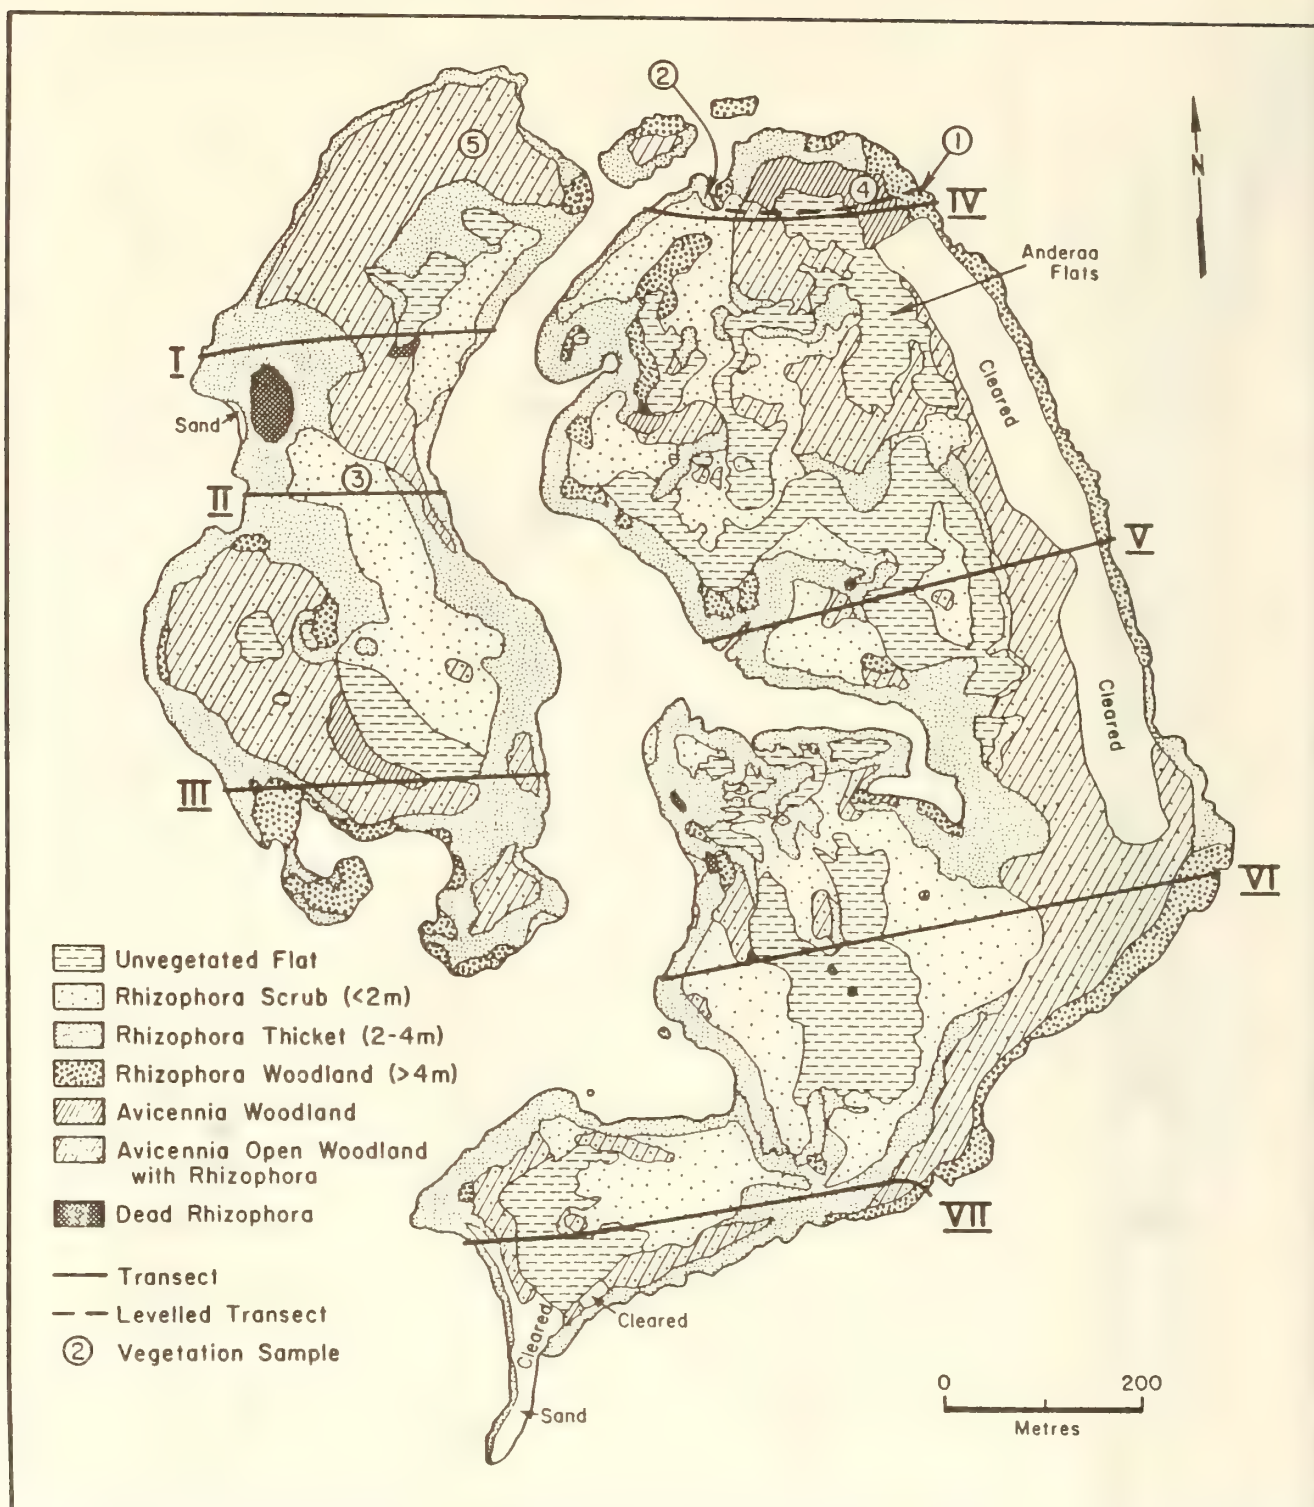 ②
⑤
①
④
N
IV
Anderaa
Flats
I
Cleared
Sand
③
II
V
Cleared
III
VI
Unvegetated Flat
Rhizophora Scrub (<2m)
Rhizophora Thicket (2-4m)
Rhizophora Woodland (>4m)
Avicennia Woodland
Avicennia Open Woodland
with Rhizophora
Dead Rhizophora
VII
Transect
Levelled Transect
② Vegetation Sample
Cleared
Cleared
Sand
0 200
Metres